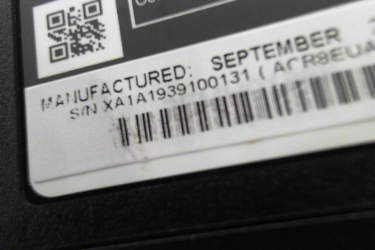 MANUFACTURED: SEPTEMBER
S/N XA1A1939100131 ( ACR8EUA